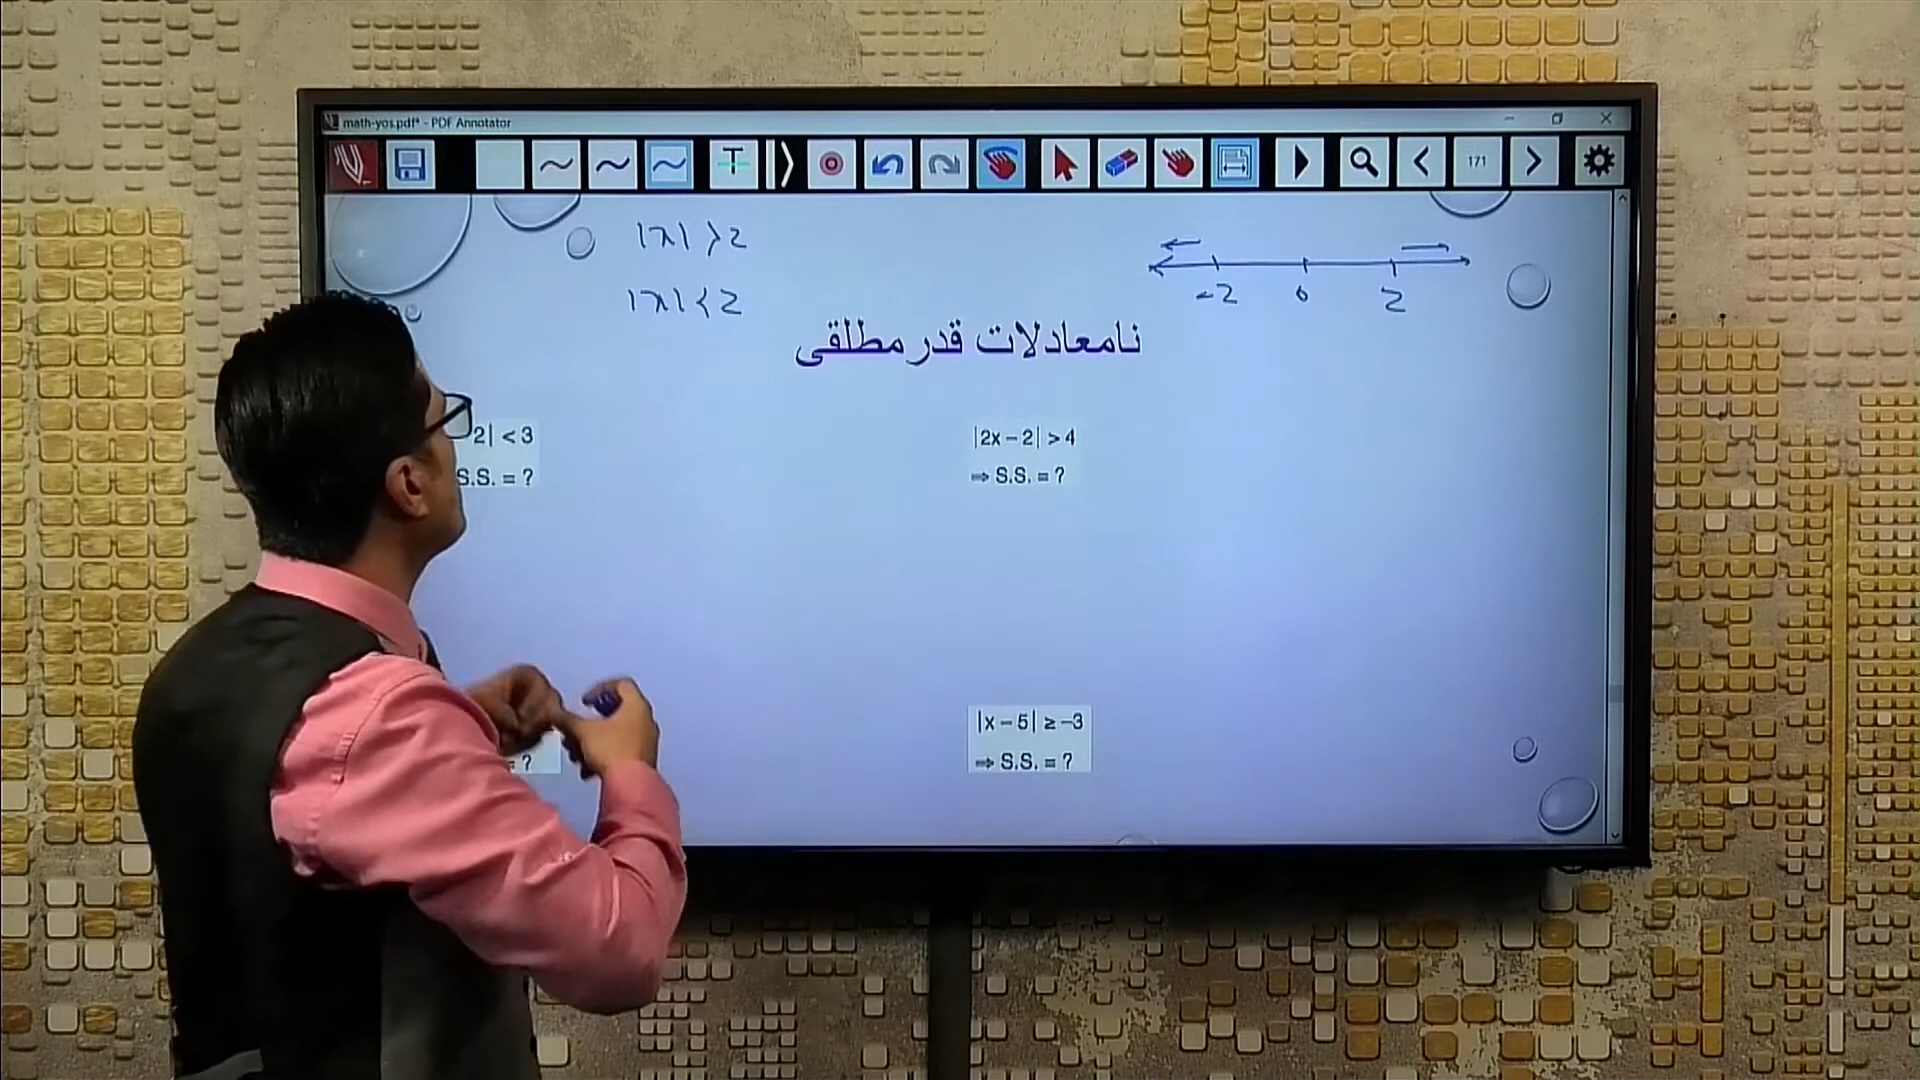 math-yos.pdf* - PDF Annotator
171
|x| > 2
|x| < 2
-2 0 2
نامعادلات قدرمطلقی
2| < 3
S.S. = ?
|2x – 2| > 4
⇒ S.S. = ?
= ?
|x – 5| ≥ –3
⇒ S.S. = ?